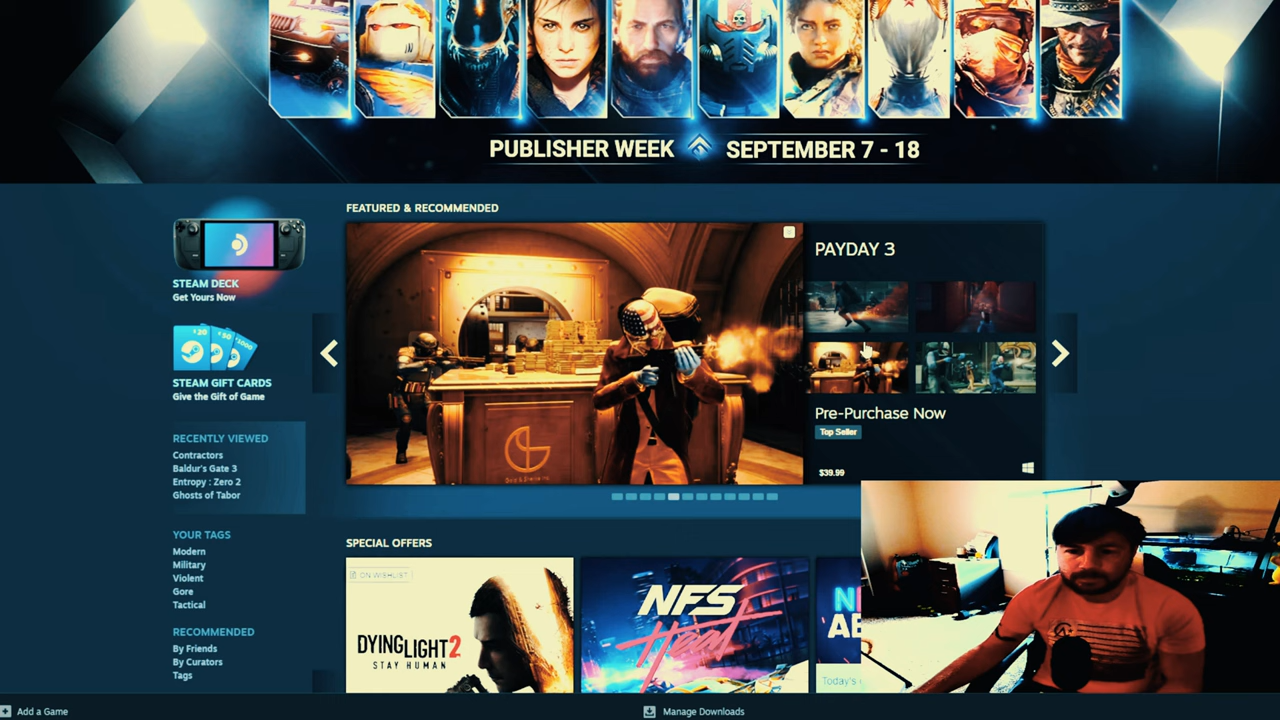 PUBLISHER WEEK SEPTEMBER 7 - 18
FEATURED & RECOMMENDED
PAYDAY 3
STEAM DECK
Get Yours Now
STEAM GIFT CARDS
Give the Gift of Game
Pre-Purchase Now
Top Seller
$39.99
RECENTLY VIEWED
Contractors
Baldur's Gate 3
Entropy : Zero 2
Ghosts of Tabor
YOUR TAGS
Modern
Military
Violent
Gore
Tactical
RECOMMENDED
By Friends
By Curators
Tags
SPECIAL OFFERS
ON WISHLIST
DYING LIGHT 2
STAY HUMAN
NFS
Heat
Today's
Add a Game
Manage Downloads